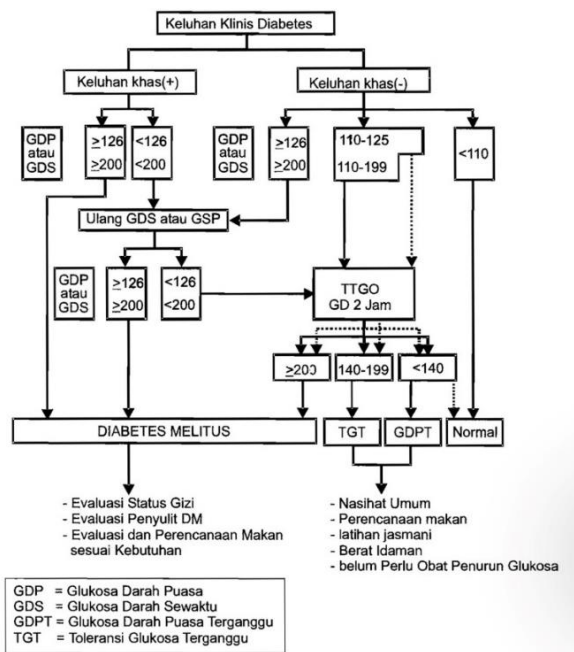 Keluhan Klinis Diabetes
Keluhan khas(+)
Keluhan khas(-)
GDP
atau
GDS
≥126
≥200
<126
<200
GDP
atau
GDS
≥126
≥200
110-125
110-199
<110
Ulang GDS atau GSP
GDP
atau
GDS
≥126
≥200
<126
<200
TTGO
GD 2 Jam
≥200
140-199
<140
DIABETES MELITUS
TGT
GDPT
Normal
- Evaluasi Status Gizi
- Evaluasi Penyulit DM
- Evaluasi dan Perencanaan Makan
sesuai Kebutuhan
- Nasihat Umum
- Perencanaan makan
- latihan jasmani
- Berat Idaman
- belum Perlu Obat Penurun Glukosa
GDP = Glukosa Darah Puasa
GDS = Glukosa Darah Sewaktu
GDPT = Glukosa Darah Puasa Terganggu
TGT = Toleransi Glukosa Terganggu